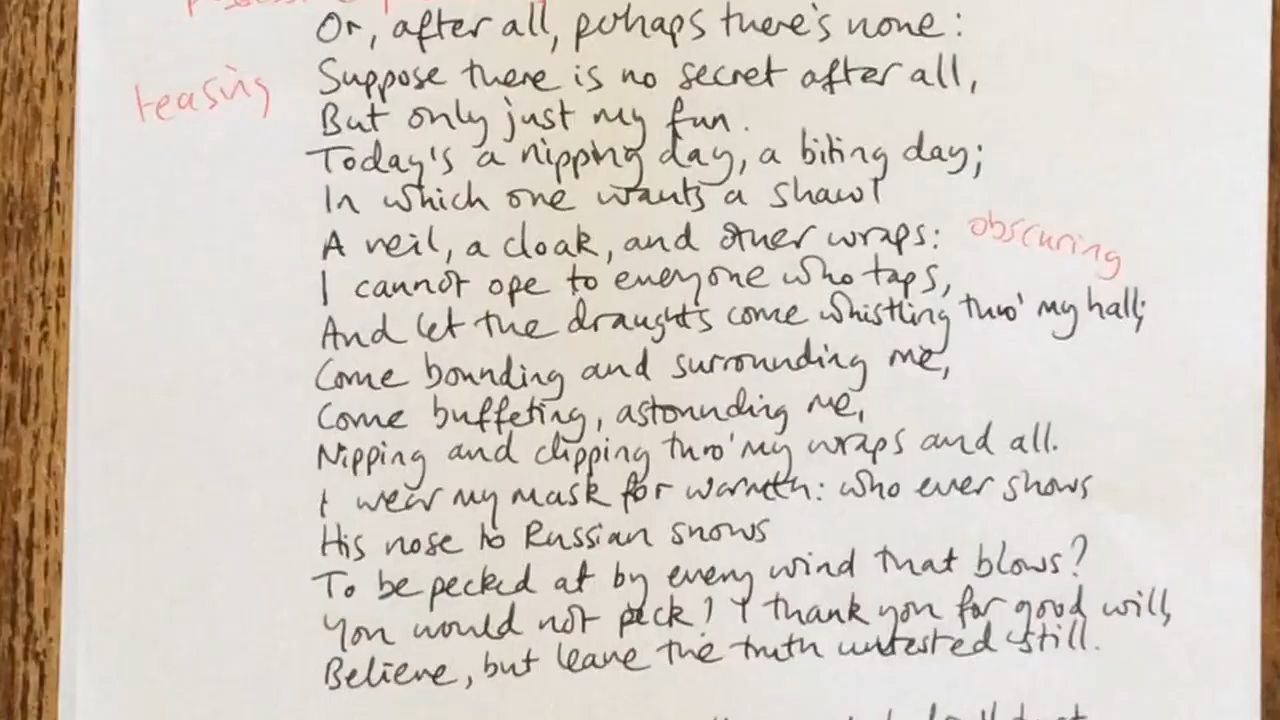 Or, after all, perhaps there's none:
teasing
Suppose there is no secret after all,
But only just my fun.
Today's a nipping day, a biting day;
In which one wants a shawl
A veil, a cloak, and other wraps:
obscuring
I cannot ope to everyone who taps,
And let the draughts come whistling thro' my hall;
Come bounding and surrounding me,
Come buffeting, astounding me,
Nipping and clipping thro' my wraps and all.
I wear my mask for warmth: who ever shows
His nose to Russian snows
To be pecked at by every wind that blows?
You would not peck? I thank you for good will,
Believe, but leave the truth untested still.